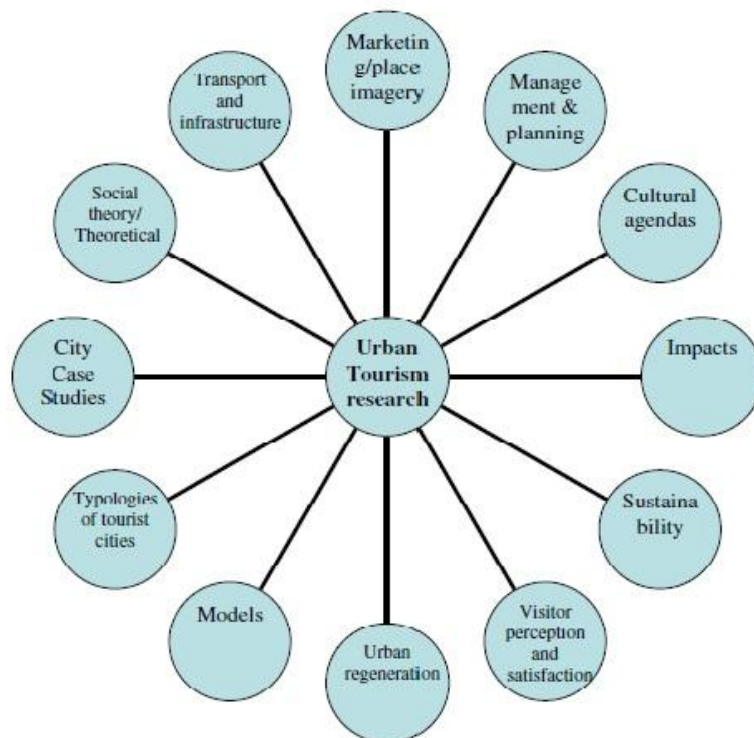 Marketin
g/place
imagery
Manage
ment &
planning
Cultural
agendas
Impacts
Sustaina
bility
Visitor
perception
and
satisfaction
Urban
regeneration
Models
Typologies
of tourist
cities
City
Case
Studies
Social
theory/
Theoretical
Transport
and
infrastructure
Urban
Tourism
research